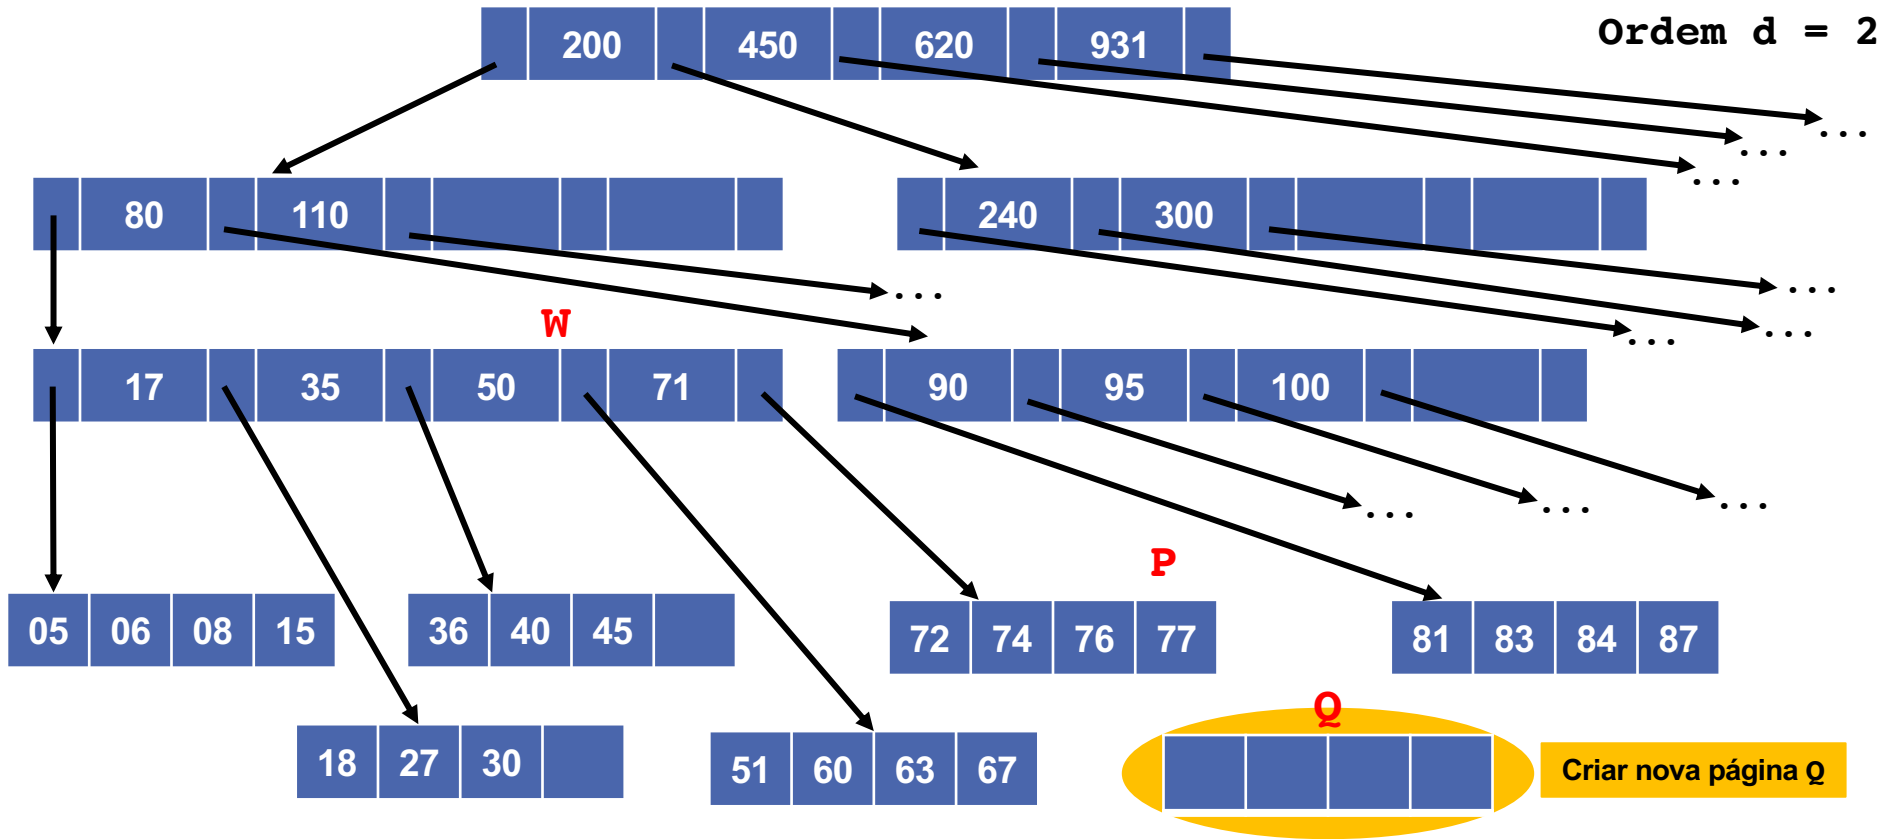 200 450 620 931
Ordem d = 2
...
...
...
80 110
240 300
...
...
...
...
W
17 35 50 71
90 95 100
...
...
...
P
05 06 08 15
36 40 45
72 74 76 77
81 83 84 87
Q
18 27 30
51 60 63 67
Criar nova página Q